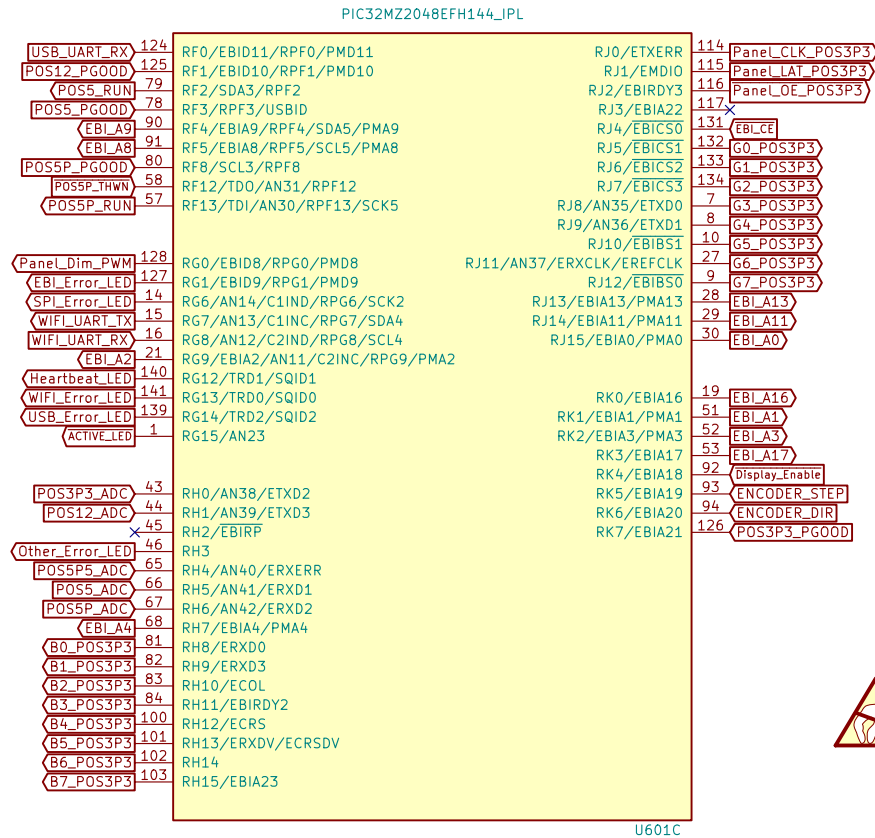 PIC32MZ2048EFH144_IPL
USB_UART_RX 124 RF0/EBID11/RPF0/PMD11
POS12_PGOOD 125 RF1/EBID10/RPF1/PMD10
POS5_RUN 79 RF2/SDA3/RPF2
POS5_PGOOD 78 RF3/RPF3/USBID
EBI_A9 90 RF4/EBIA9/RPF4/SDA5/PMA9
EBI_A8 91 RF5/EBIA8/RPF5/SCL5/PMA8
POS5P_PGOOD 80 RF8/SCL3/RPF8
POS5P_THWN 58 RF12/TDO/AN31/RPF12
POS5P_RUN 57 RF13/TDI/AN30/RPF13/SCK5
Panel_Dim_PWM 128 RG0/EBID8/RPG0/PMD8
EBI_Error_LED 127 RG1/EBID9/RPG1/PMD9
SPI_Error_LED 14 RG6/AN14/C1IND/RPG6/SCK2
WIFI_UART_TX 15 RG7/AN13/C1INC/RPG7/SDA4
WIFI_UART_RX 16 RG8/AN12/C2IND/RPG8/SCL4
EBI_A2 21 RG9/EBIA2/AN11/C2INC/RPG9/PMA2
Heartbeat_LED 140 RG12/TRD1/SQID1
WIFI_Error_LED 141 RG13/TRD0/SQID0
USB_Error_LED 139 RG14/TRD2/SQID2
ACTIVE_LED 1 RG15/AN23
POS3P3_ADC 43 RH0/AN38/ETXD2
POS12_ADC 44 RH1/AN39/ETXD3
45 RH2/EBIRP
Other_Error_LED 46 RH3
POS5P5_ADC 65 RH4/AN40/ERXERR
POS5_ADC 66 RH5/AN41/ERXD1
POS5P_ADC 67 RH6/AN42/ERXD2
EBI_A4 68 RH7/EBIA4/PMA4
B0_POS3P3 81 RH8/ERXD0
B1_POS3P3 82 RH9/ERXD3
B2_POS3P3 83 RH10/ECOL
B3_POS3P3 84 RH11/EBIRDY2
B4_POS3P3 100 RH12/ECRS
B5_POS3P3 101 RH13/ERXDV/ECRSDV
B6_POS3P3 102 RH14
B7_POS3P3 103 RH15/EBIA23
RJ0/ETXERR 114 Panel_CLK_POS3P3
RJ1/EMDIO 115 Panel_LAT_POS3P3
RJ2/EBIRDY3 116 Panel_OE_POS3P3
RJ3/EBIA22 117
RJ4/EBICS0 131 EBI_CE
RJ5/EBICS1 132 G0_POS3P3
RJ6/EBICS2 133 G1_POS3P3
RJ7/EBICS3 134 G2_POS3P3
RJ8/AN35/ETXD0 7 G3_POS3P3
RJ9/AN36/ETXD1 8 G4_POS3P3
RJ10/EBIBS1 10 G5_POS3P3
RJ11/AN37/ERXCLK/EREFCLK 27 G6_POS3P3
RJ12/EBIBS0 9 G7_POS3P3
RJ13/EBIA13/PMA13 28 EBI_A13
RJ14/EBIA11/PMA11 29 EBI_A11
RJ15/EBIA0/PMA0 30 EBI_A0
RK0/EBIA16 19 EBI_A16
RK1/EBIA1/PMA1 51 EBI_A1
RK2/EBIA3/PMA3 52 EBI_A3
RK3/EBIA17 53 EBI_A17
RK4/EBIA18 92 Display_Enable
RK5/EBIA19 93 ENCODER_STEP
RK6/EBIA20 94 ENCODER_DIR
RK7/EBIA21 126 POS3P3_PGOOD
U601C